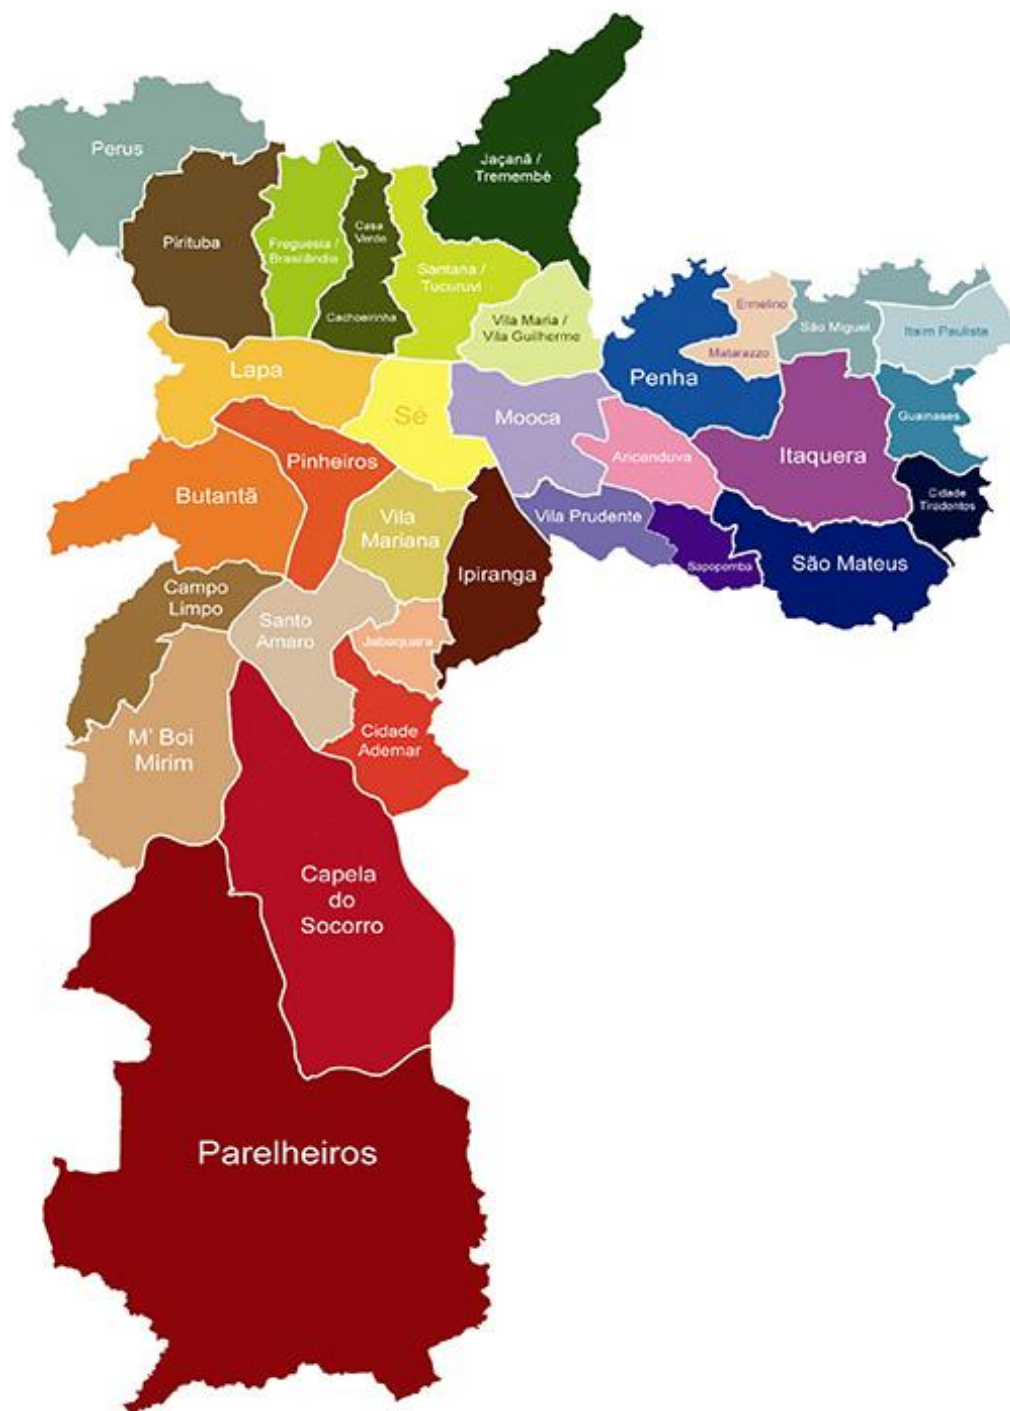 Perus
Jaçanã /
Tremembé
Pirituba
Freguesia /
Brasilândia
Casa
Verde
Cachoeirinha
Santana /
Tucuruvi
Vila Maria /
Vila Guilherme
Ermelino
Matarazzo
São Miguel
Itaim Paulista
Lapa
Sé
Mooca
Penha
Guaianases
Pinheiros
Aricanduva
Itaquera
Butantã
Cidade
Tiradentes
Vila
Mariana
Vila Prudente
Ipiranga
Sapopemba
São Mateus
Campo
Limpo
Santo
Amaro
Jabaquara
M' Boi
Mirim
Cidade
Ademar
Capela
do
Socorro
Parelheiros